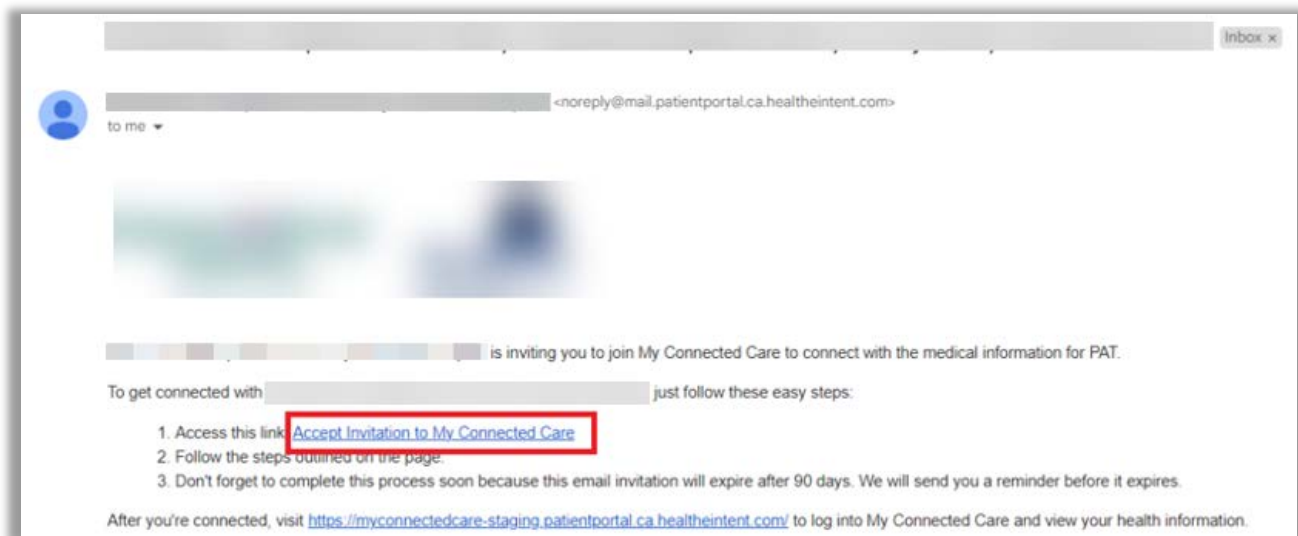 Inbox x
<noreply@mail.patientportal.ca.healtheintent.com>
to me
is inviting you to join My Connected Care to connect with the medical information for PAT.
To get connected with just follow these easy steps:
1. Access this link: Accept Invitation to My Connected Care
2. Follow the steps outlined on the page.
3. Don't forget to complete this process soon because this email invitation will expire after 90 days. We will send you a reminder before it expires.
After you're connected, visit https://myconnectedcare-staging.patientportal.ca.healtheintent.com/ to log into My Connected Care and view your health information.